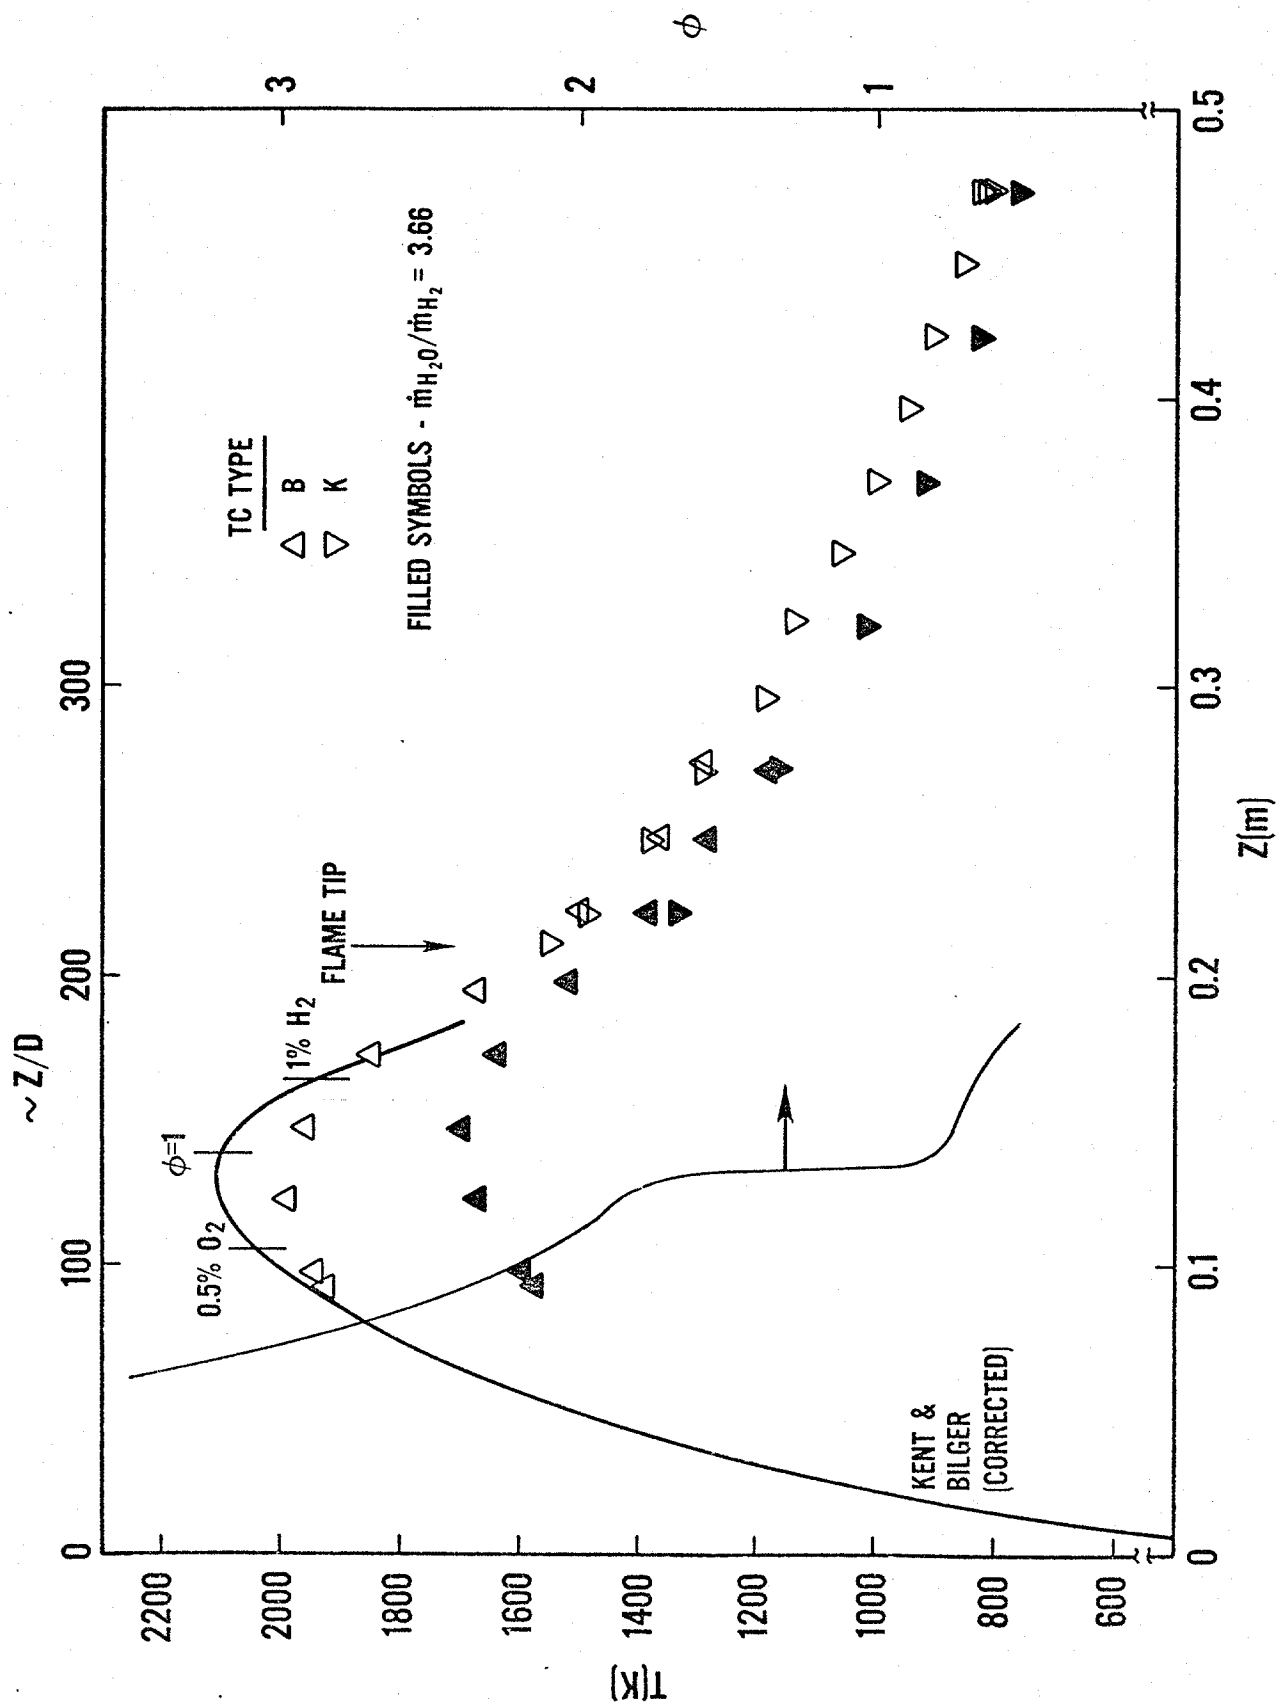 ~ Z/D
0 100 200 300
T(K)
2200
2000
1800
1600
1400
1200
1000
800
600
ϕ
3
2
1
0.5% O₂
ϕ=1
1% H₂
FLAME TIP
TC TYPE
△ B
▽ K
FILLED SYMBOLS - ṁH₂O/ṁH₂ = 3.66
KENT &
BILGER
(CORRECTED)
0 0.1 0.2 0.3 0.4 0.5
Z(m)